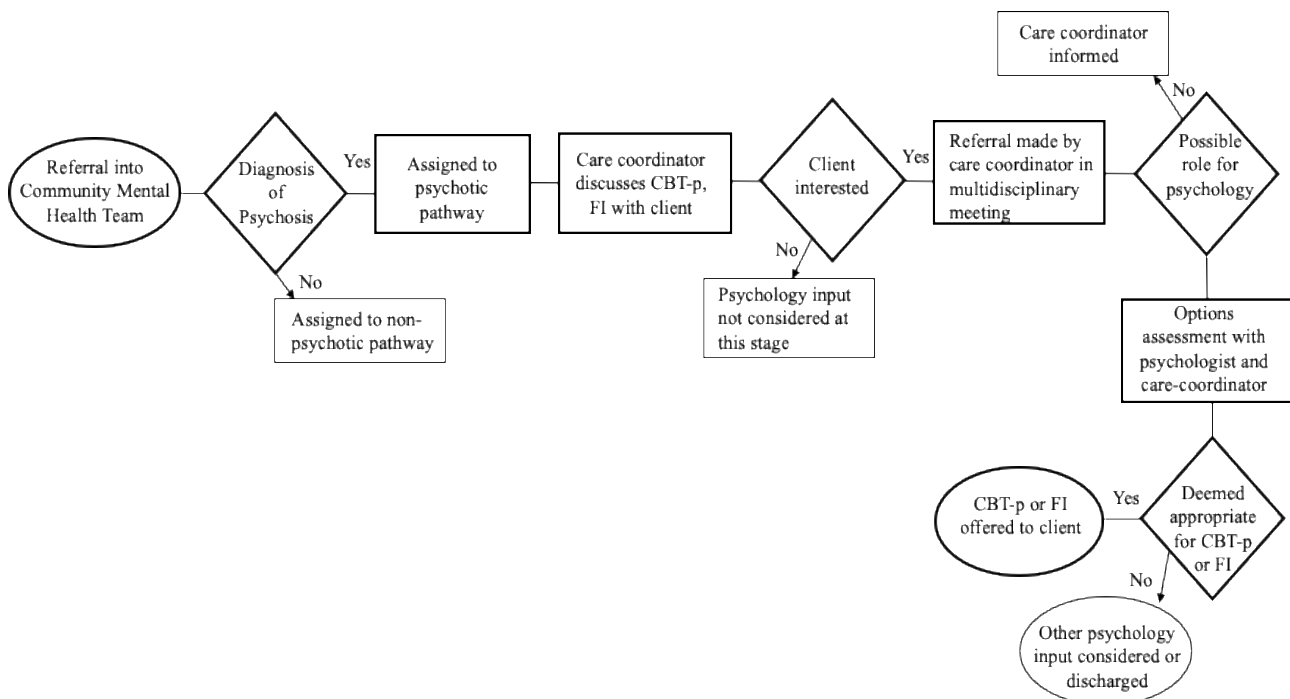 Referral into
Community Mental
Health Team
Diagnosis
of
Psychosis
Yes
No
Assigned to
psychotic
pathway
Assigned to non-
psychotic pathway
Care coordinator
discusses CBT-p,
FI with client
Client
interested
Yes
No
Psychology input
not considered at
this stage
Referral made by
care coordinator in
multidisciplinary
meeting
Possible
role for
psychology
No
Care coordinator
informed
Options
assessment with
psychologist and
care-coordinator
Deemed
appropriate
for CBT-p
or FI
Yes
CBT-p or FI
offered to client
No
Other psychology
input considered or
discharged